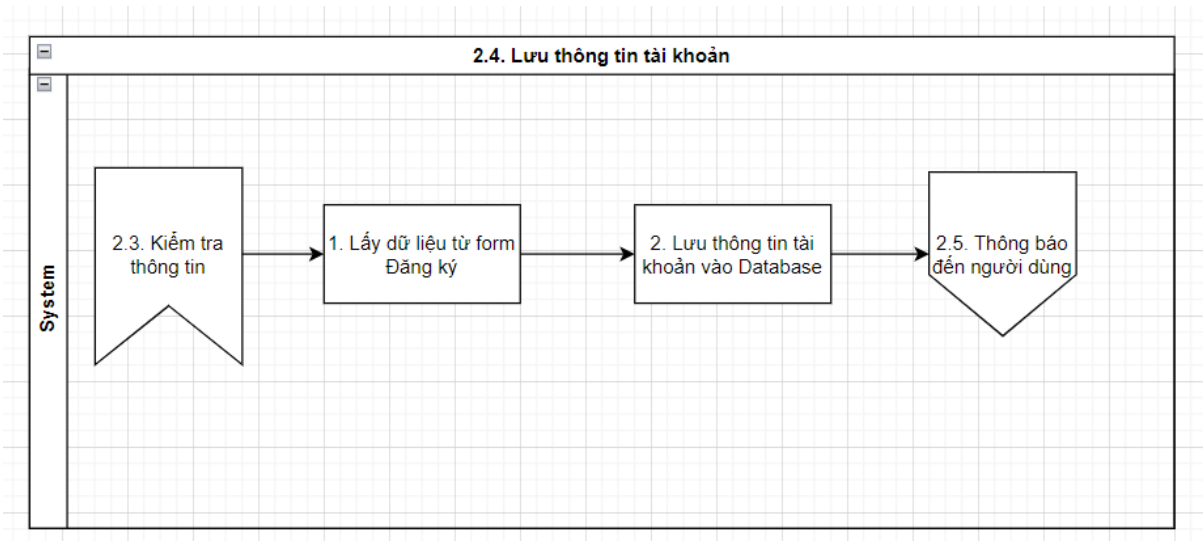 2.4. Lưu thông tin tài khoản
System
2.3. Kiểm tra
thông tin
1. Lấy dữ liệu từ form
Đăng ký
2. Lưu thông tin tài
khoản vào Database
2.5. Thông báo
đến người dùng